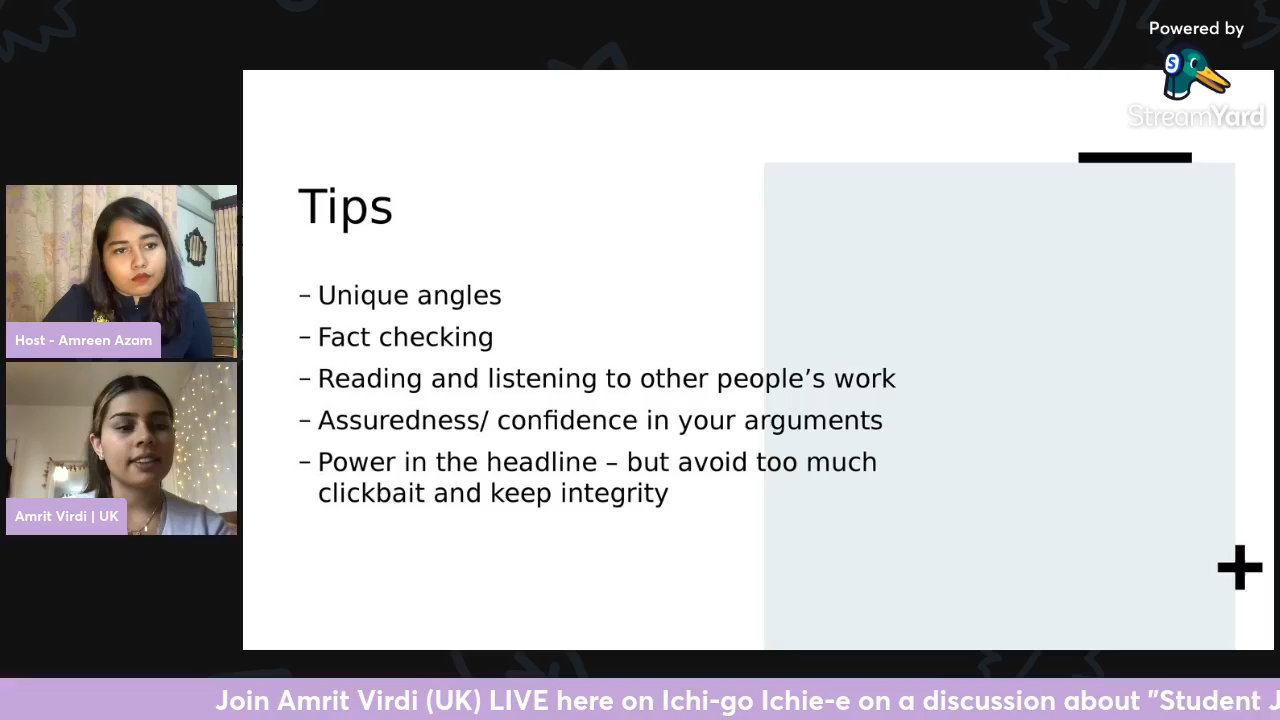 Powered by
S
StreamYard
Tips
– Unique angles
– Fact checking
– Reading and listening to other people’s work
– Assuredness/ confidence in your arguments
– Power in the headline – but avoid too much
clickbait and keep integrity
Host - Amreen Azam
Amrit Virdi | UK
Join Amrit Virdi (UK) LIVE here on Ichi-go Ichie-e on a discussion about "Student J